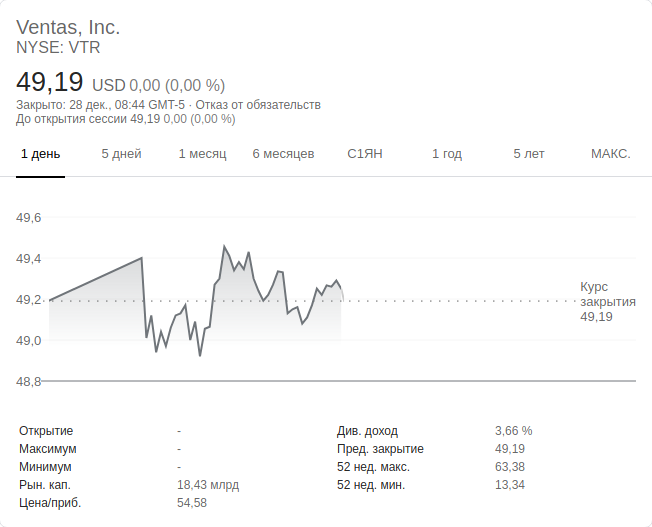 Ventas, Inc.
NYSE: VTR
49,19 USD 0,00 (0,00 %)
Закрыто: 28 дек., 08:44 GMT-5 · Отказ от обязательств
До открытия сессии 49,19 0,00 (0,00 %)
1 день 5 дней 1 месяц 6 месяцев С1ЯН 1 год 5 лет МАКС.
49,6
49,4
49,2
49,0
48,8
Курс
закрытия
49,19
Открытие - Див. доход 3,66 %
Максимум - Пред. закрытие 49,19
Минимум - 52 нед. макс. 63,38
Рын. кап. 18,43 млрд 52 нед. мин. 13,34
Цена/приб. 54,58